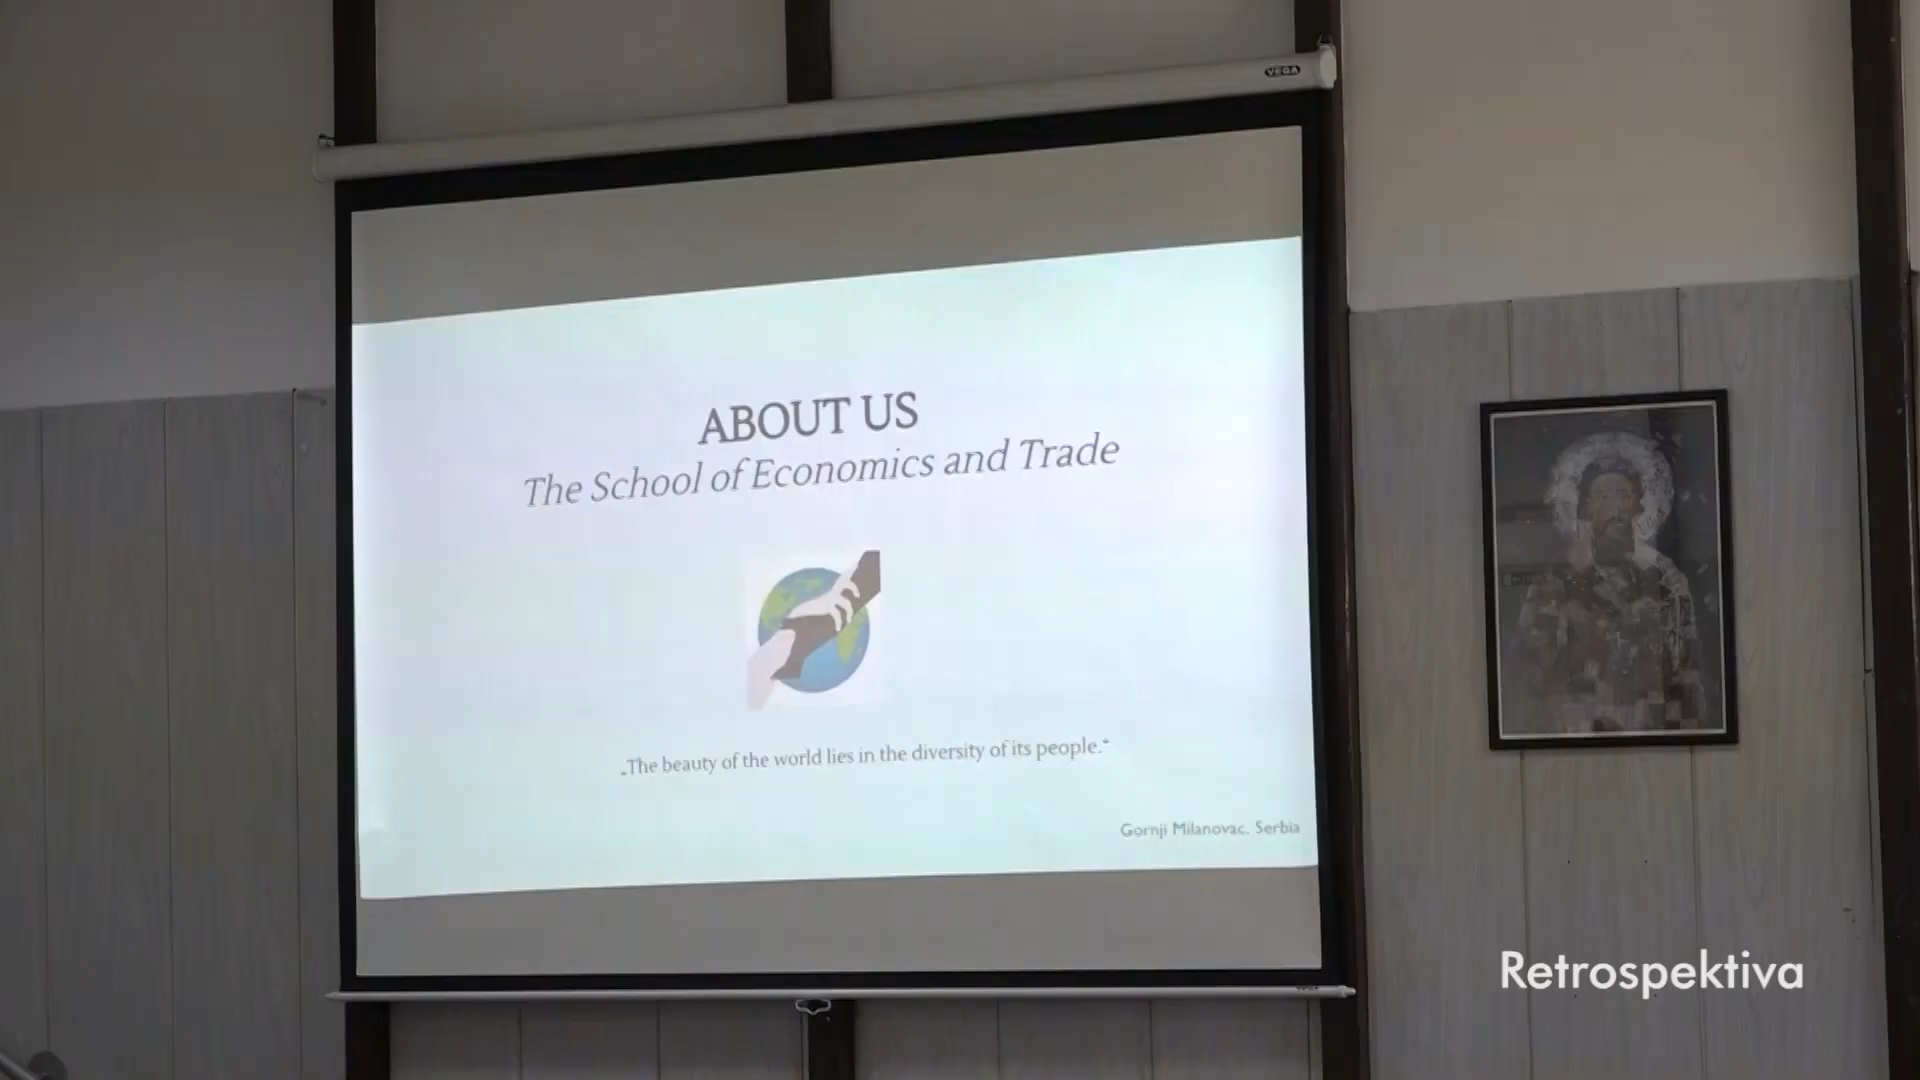 VEGA
ABOUT US
The School of Economics and Trade
„The beauty of the world lies in the diversity of its people.“
Gornji Milanovac, Serbia
Retrospektiva